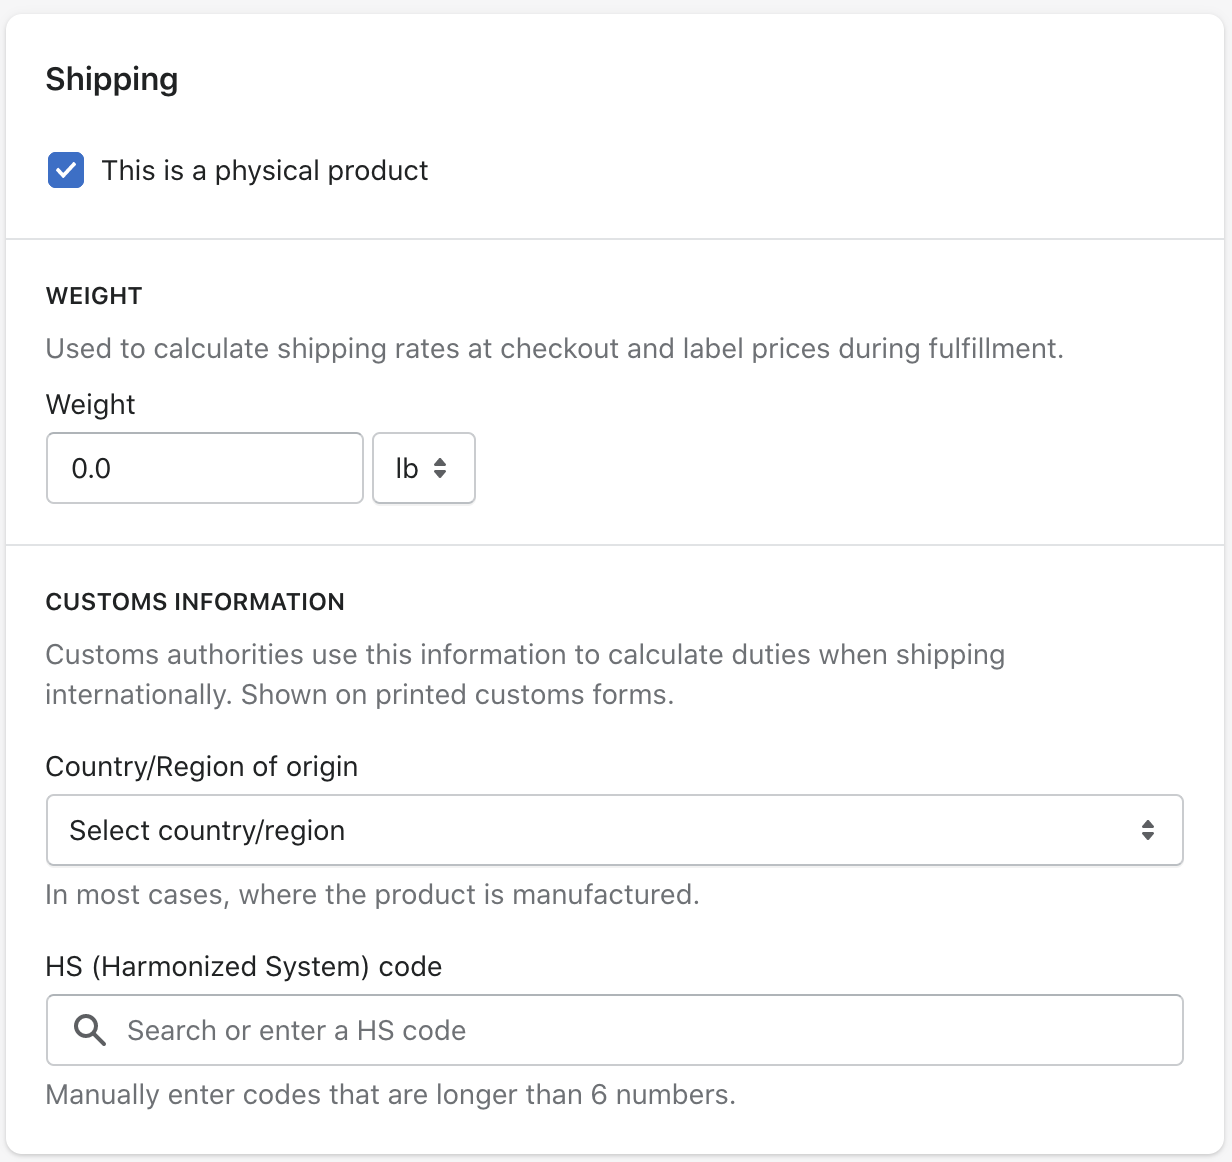 Shipping
This is a physical product
WEIGHT
Used to calculate shipping rates at checkout and label prices during fulfillment.
Weight
0.0 lb
CUSTOMS INFORMATION
Customs authorities use this information to calculate duties when shipping
internationally. Shown on printed customs forms.
Country/Region of origin
Select country/region
In most cases, where the product is manufactured.
HS (Harmonized System) code
Search or enter a HS code
Manually enter codes that are longer than 6 numbers.